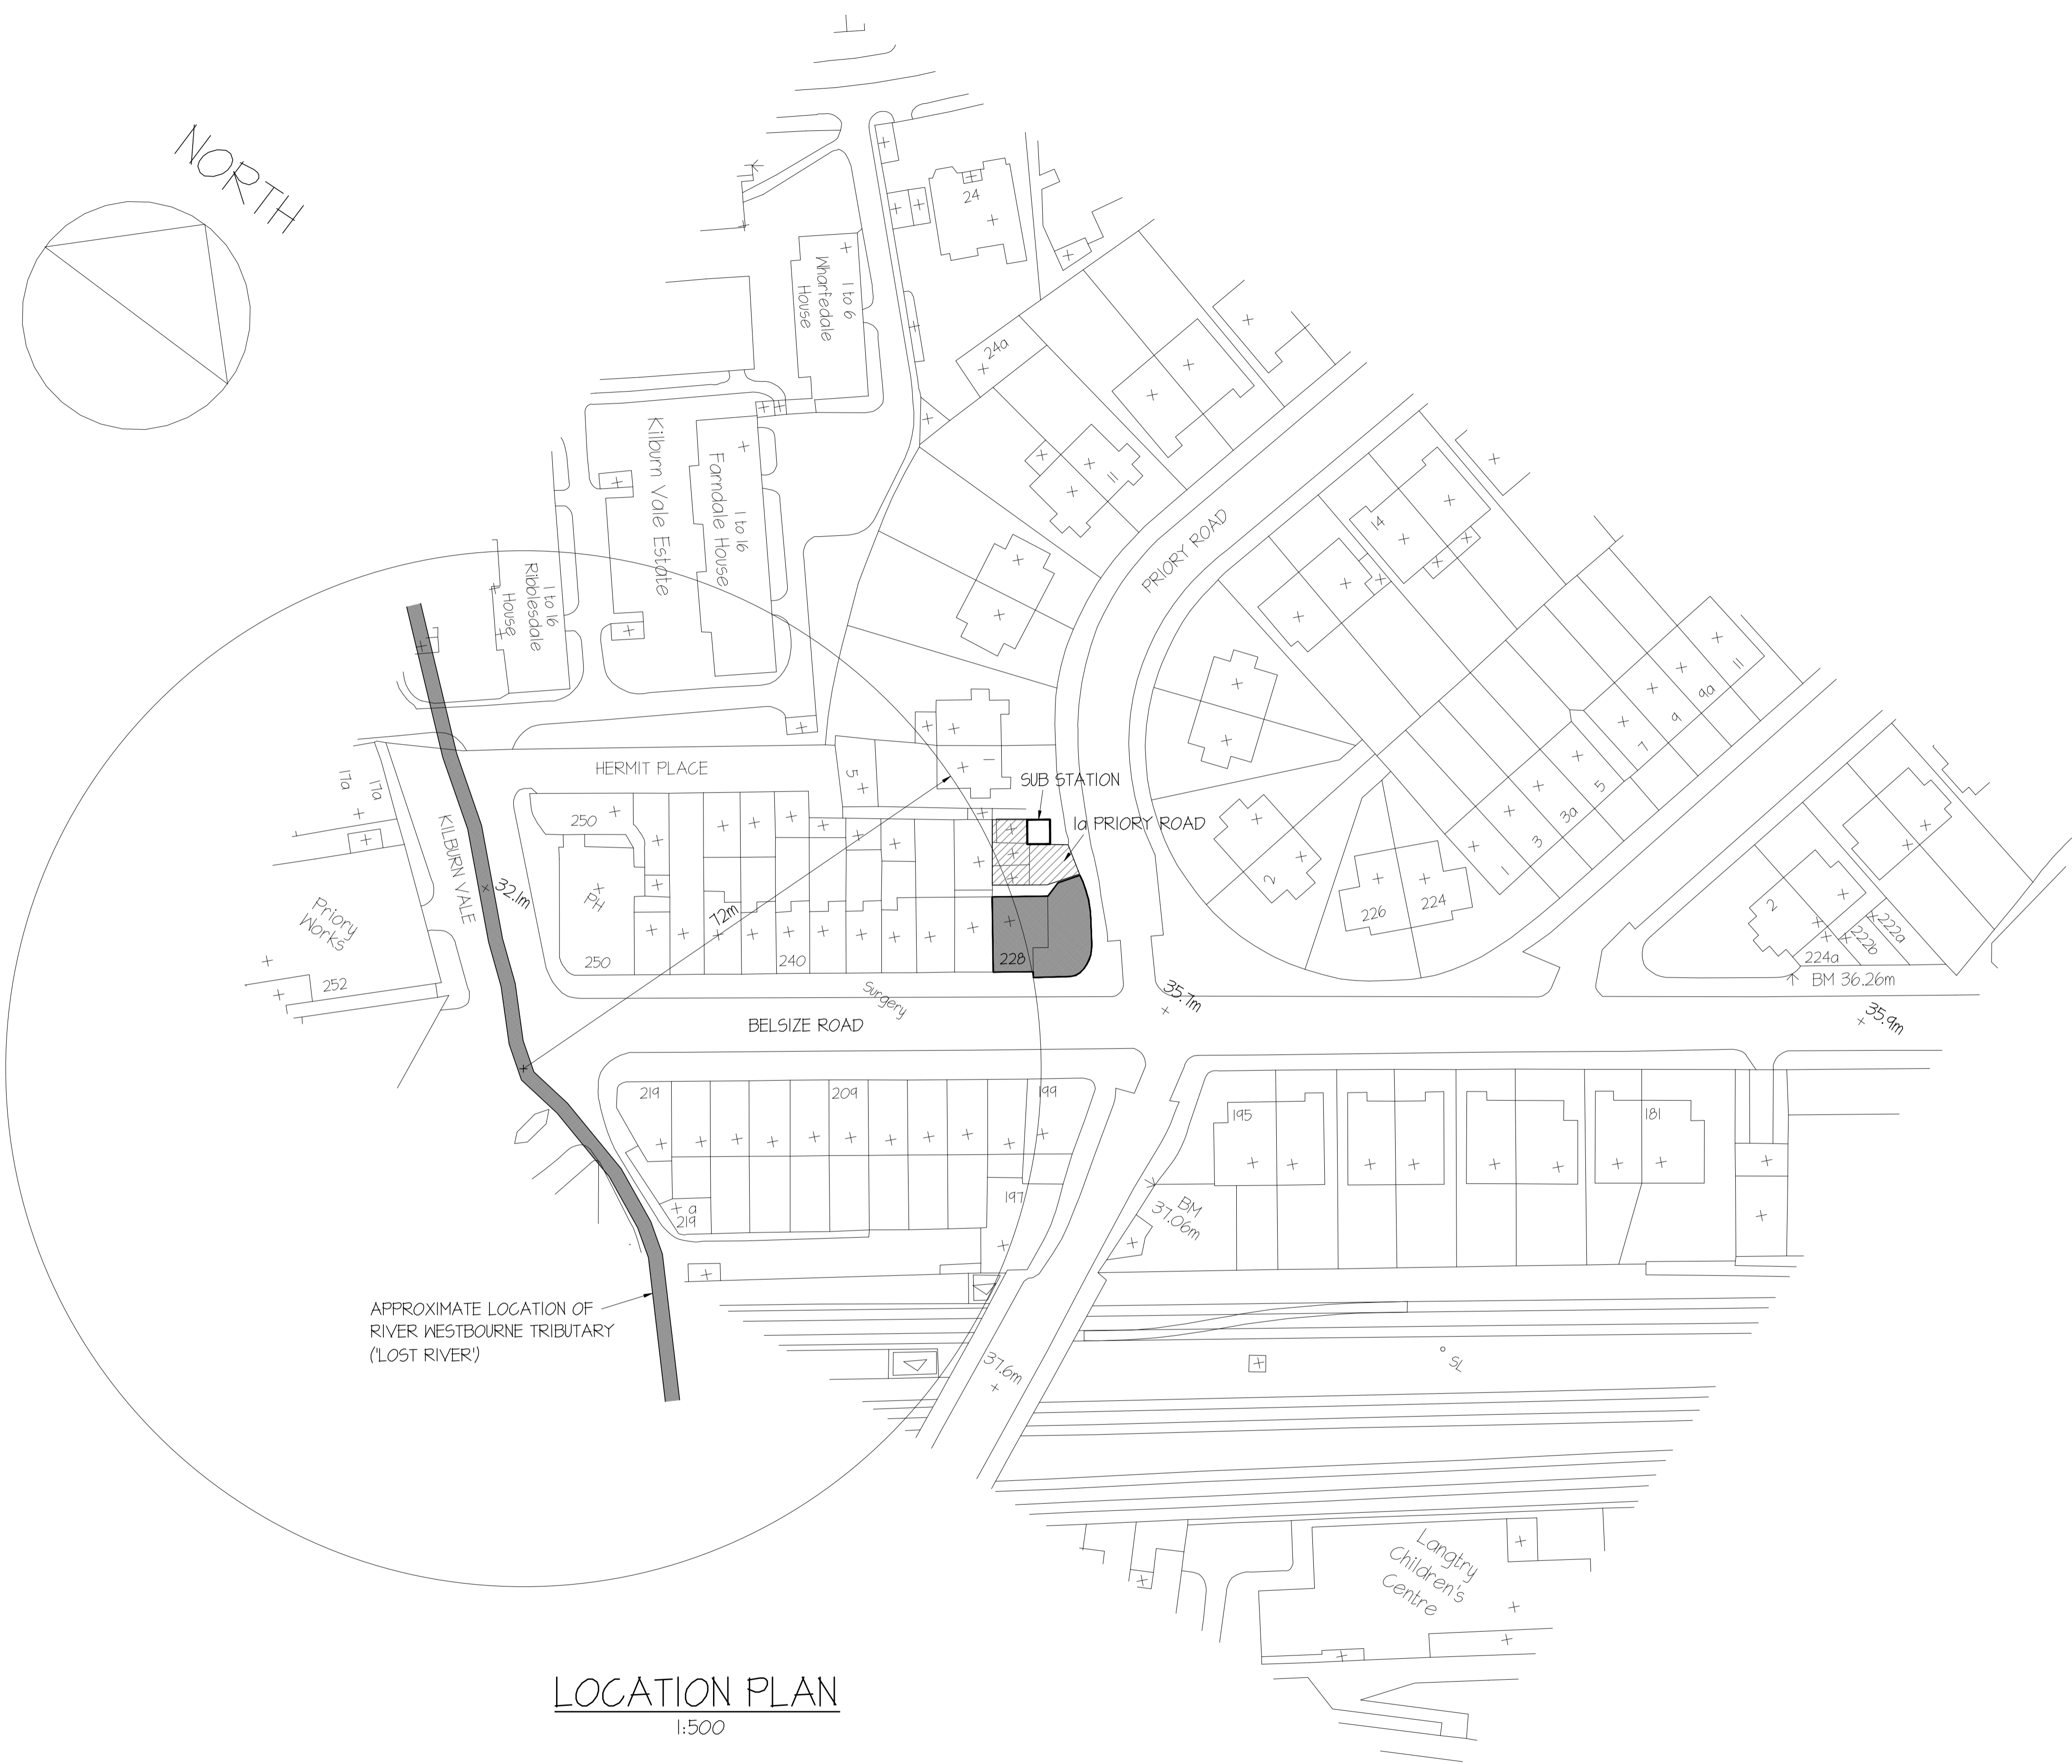 NORTH
24
1 to 6
Wharfedale
House
24a
11
Kilburn Vale Estate
1 to 16
Farndale House
1 to 16
Ribblesdale
House
PRIORY ROAD
14
11
9a
9
7
5
3a
3
1
HERMIT PLACE
5
SUB STATION
1a PRIORY ROAD
17a
17a
KILBURN VALE
250
PH
250
32.1m
72m
240
228
Surgery
Priory
Works
252
2
226
224
2
222a
222b
224a
BM 36.26m
35.7m
35.9m
BELSIZE ROAD
219
209
199
195
181
197
a
219
BM
37.06m
APPROXIMATE LOCATION OF
RIVER WESTBOURNE TRIBUTARY
('LOST RIVER')
37.6m
SL
Langtry
Children's
Centre
LOCATION PLAN
1:500